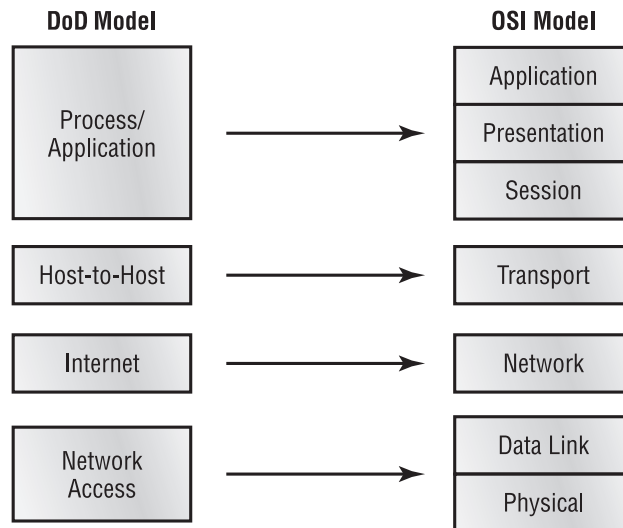 DoD Model
OSI Model
Process/
Application
Application
Presentation
Session
Host-to-Host
Transport
Internet
Network
Network
Access
Data Link
Physical